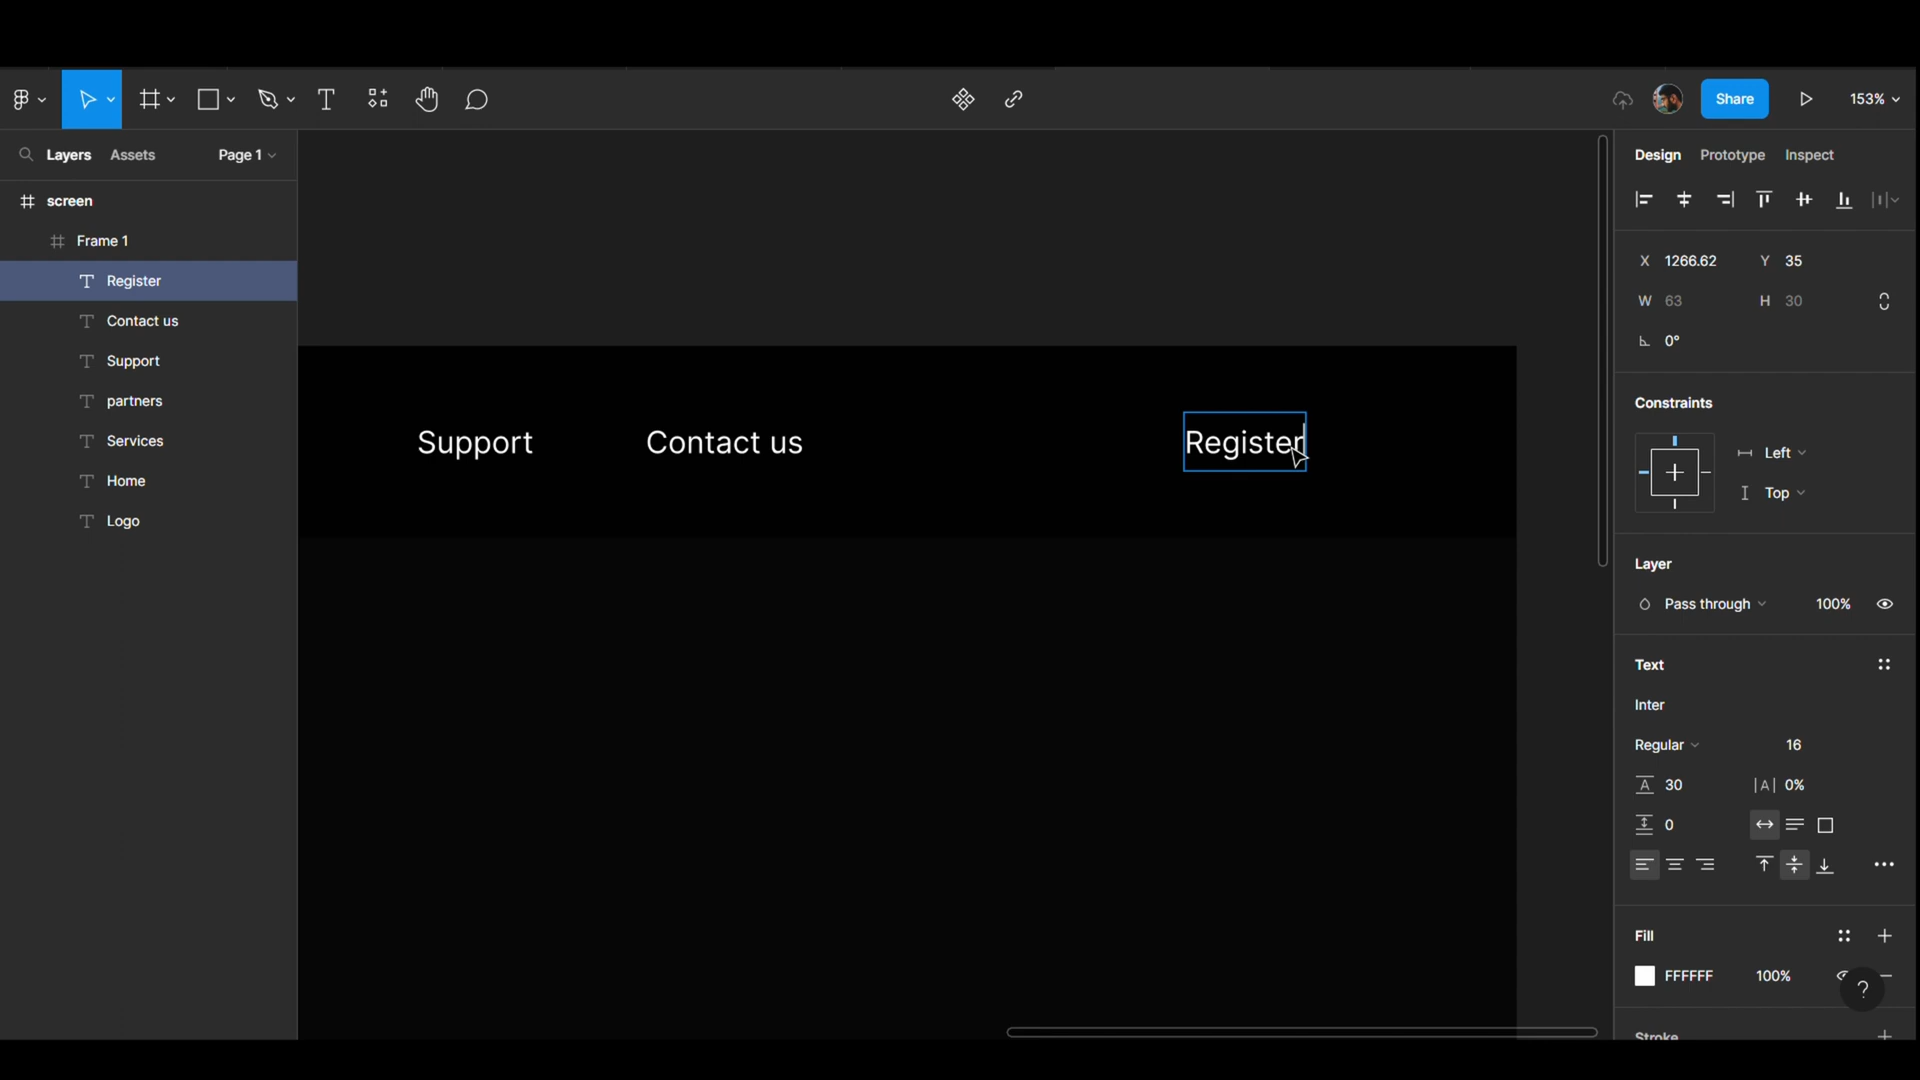 Share
153%
Layers
Assets
Page 1
Design
Prototype
Inspect
screen
Frame 1
Register
Contact us
Support
partners
Services
Home
Logo
Support
Contact us
Register
X 1266.62
Y 35
W 63
H 30
0°
Constraints
Left
Top
Layer
Pass through
100%
Text
Inter
Regular
16
A 30
|A| 0%
0
Fill
FFFFFF
100%
?
Stroke